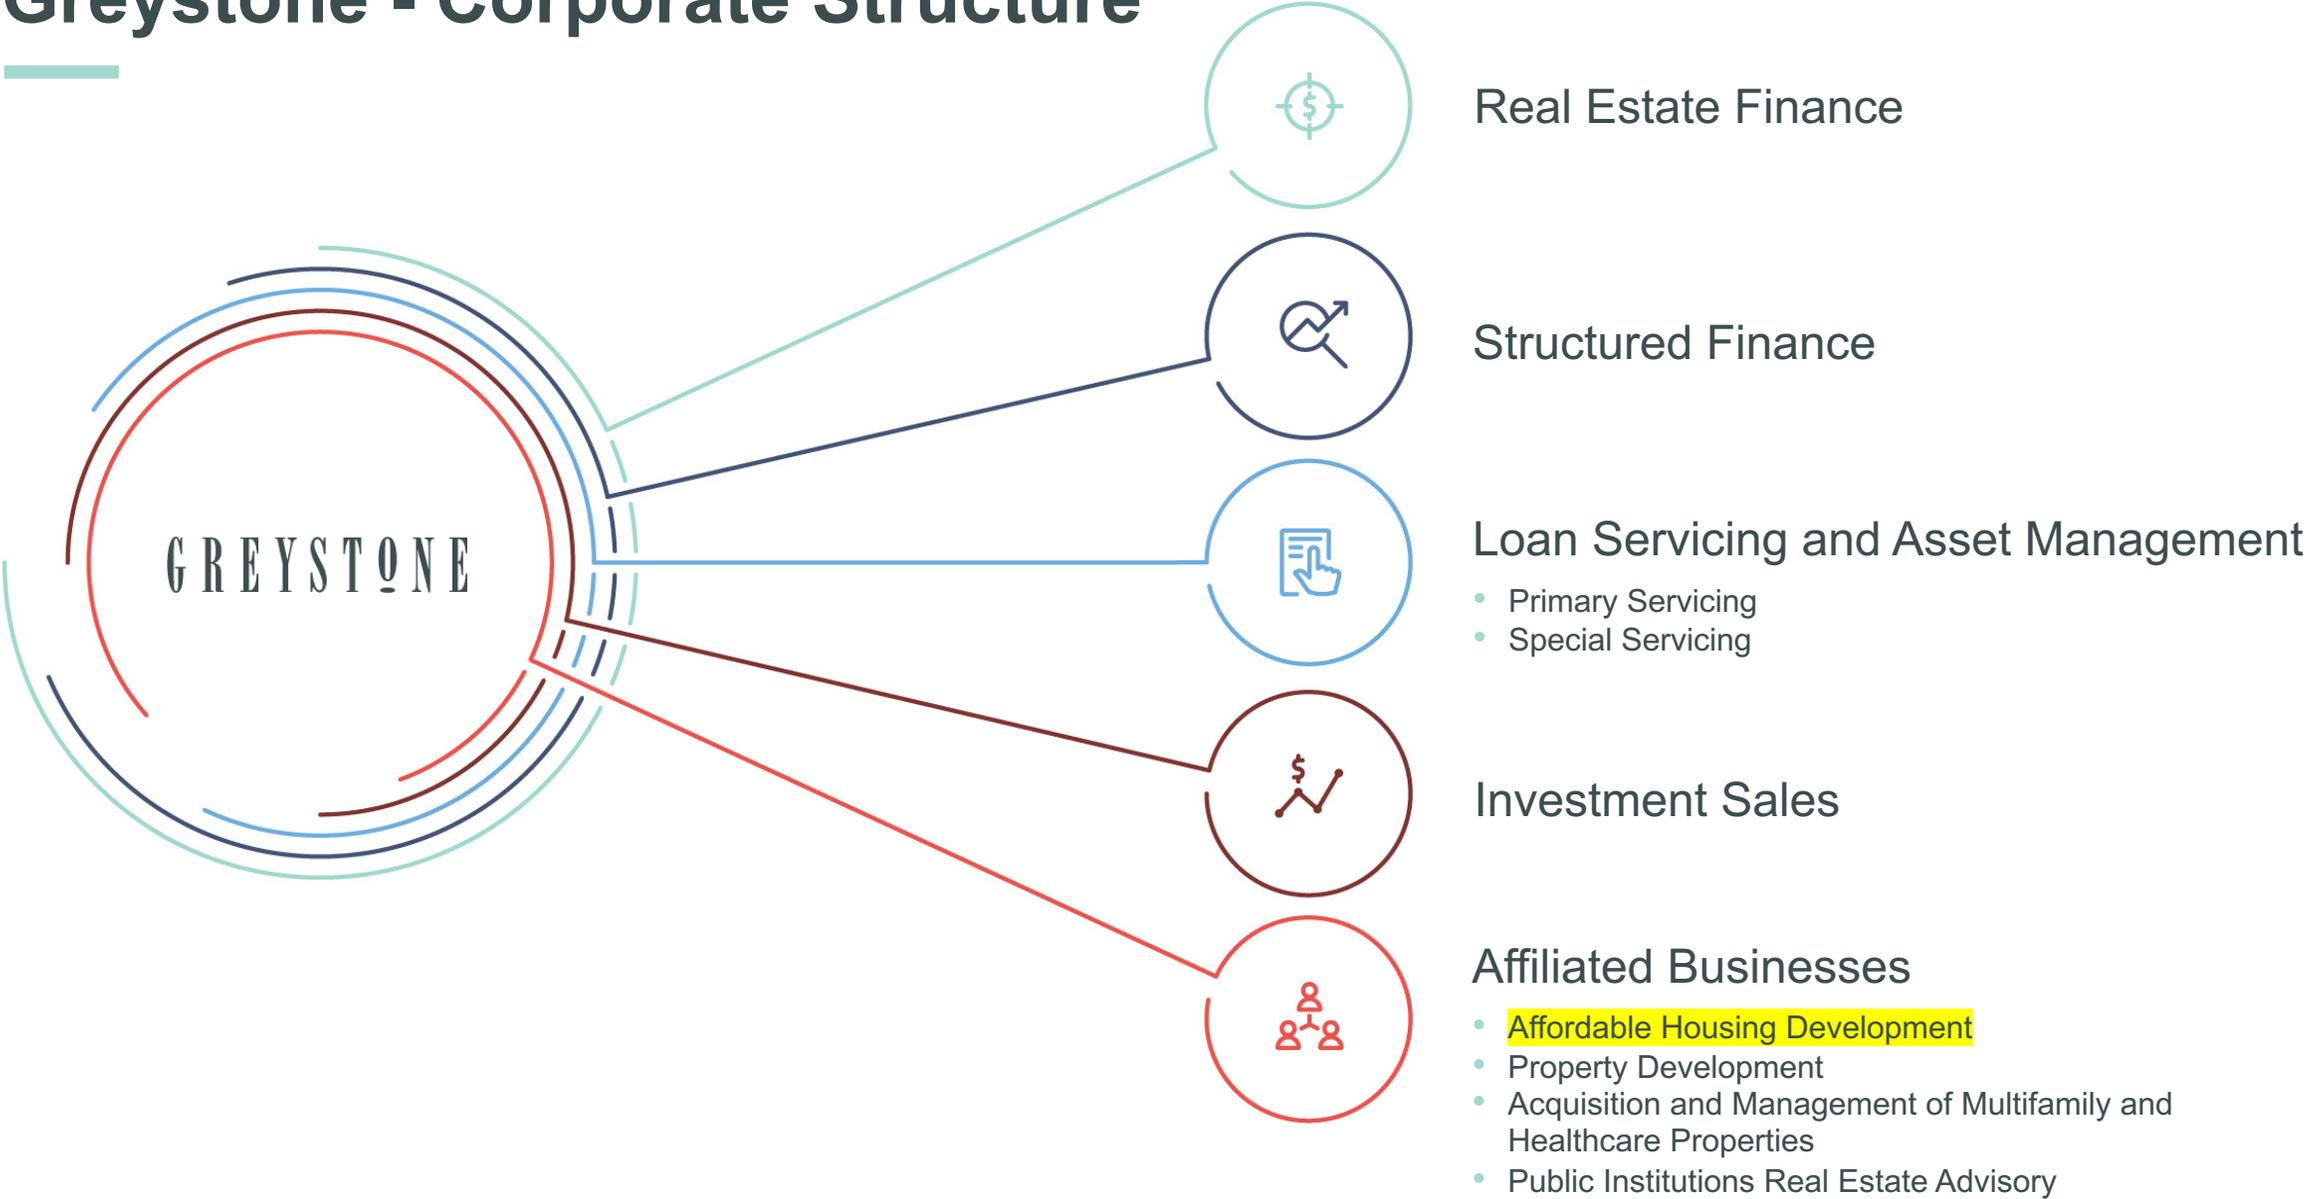 Greystone - Corporate Structure
Real Estate Finance
Structured Finance
GREYSTONE
Loan Servicing and Asset Management
• Primary Servicing
• Special Servicing
Investment Sales
Affiliated Businesses
• Affordable Housing Development
• Property Development
• Acquisition and Management of Multifamily and
Healthcare Properties
• Public Institutions Real Estate Advisory